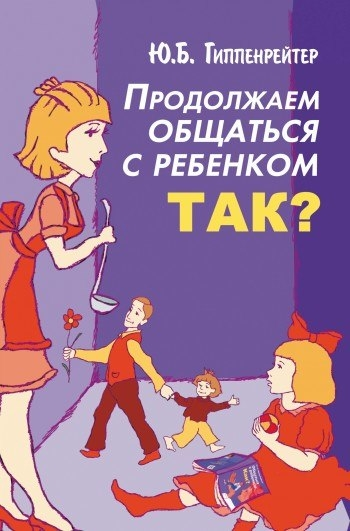 Ю.Б. Гиппенрейтер
Продолжаем
общаться
с ребенком
так?